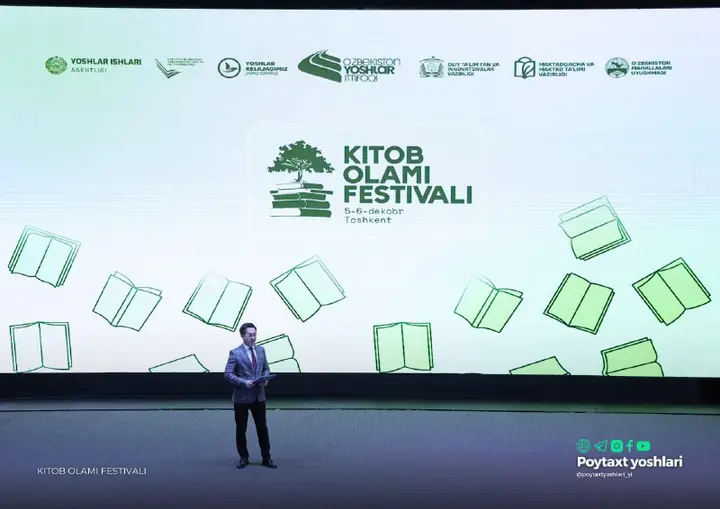 YOSHLAR ISHLARI
AGENTLIGI
YOSHLAR
KELAJAGIMIZ
O'ZBEKISTON
YOSHLAR
ITTIFOQI
OLIY TA'LIM FAN VA
INNOVATSIYALAR
VAZIRLIGI
MAKTABGACHA VA
MAKTAB TA'LIMI
VAZIRLIGI
O'ZBEKISTON
MAHALLALARI
UYUSHMASI
KITOB
OLAMI
FESTIVALI
5-6-dekabr
Toshkent
KITOB OLAMI FESTIVALI
Poytaxt yoshlari
@poytaxtyoshlari_yi